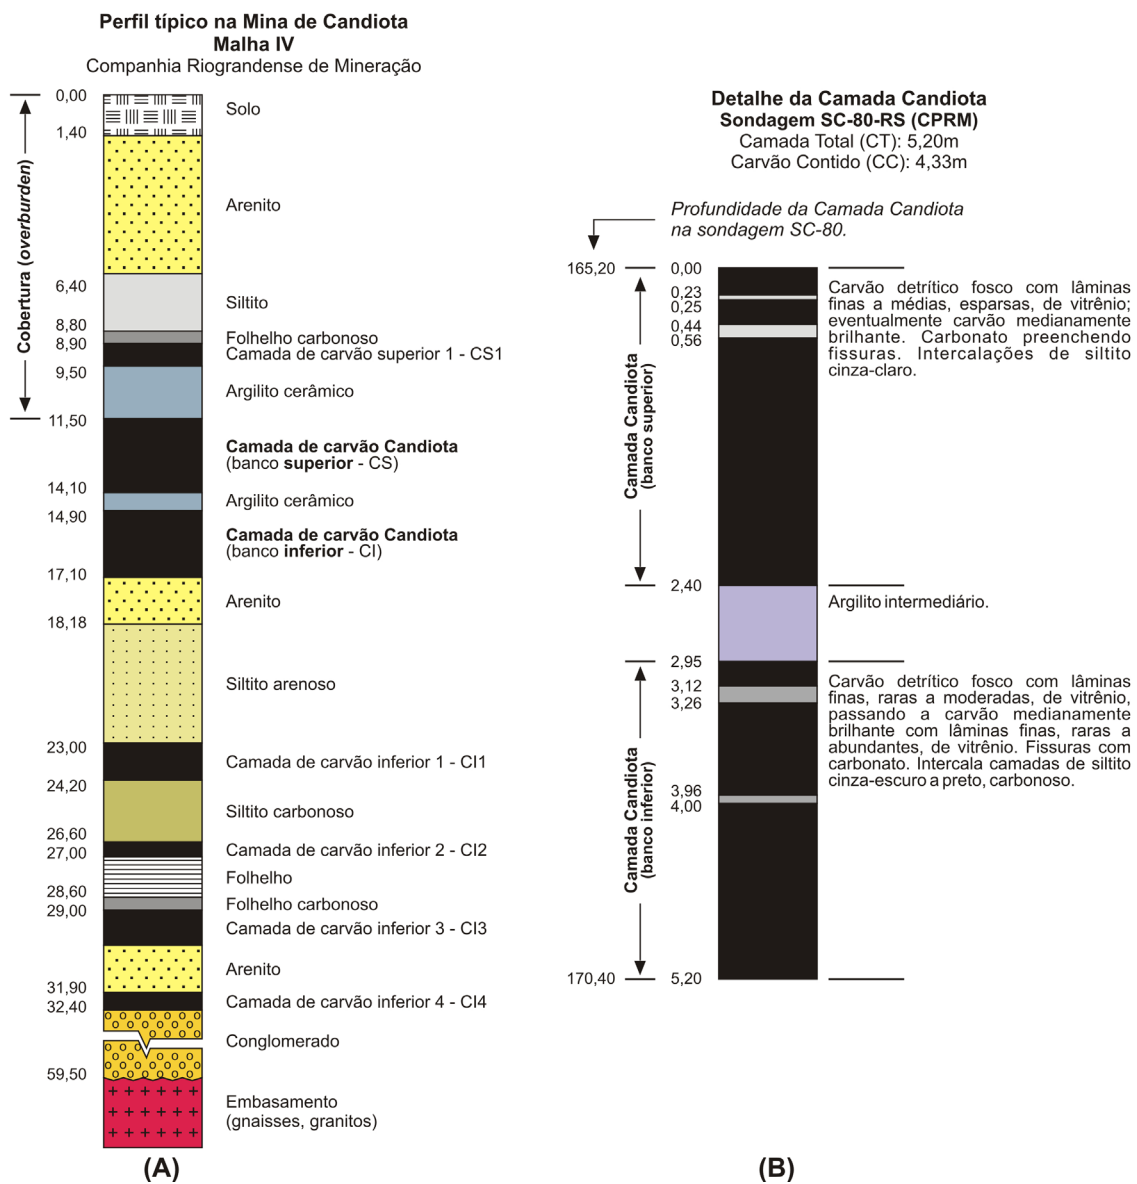 Perfil típico na Mina de Candiota
Malha IV
Companhia Riograndense de Mineração
Cobertura (overburden)
0,00
Solo
1,40
Arenito
6,40
Siltito
8,80
Folhelho carbonoso
8,90
Camada de carvão superior 1 - CS1
9,50
Argilito cerâmico
11,50
Camada de carvão Candiota
(banco superior - CS)
14,10
Argilito cerâmico
14,90
Camada de carvão Candiota
(banco inferior - CI)
17,10
Arenito
18,18
Siltito arenoso
23,00
Camada de carvão inferior 1 - CI1
24,20
Siltito carbonoso
26,60
Camada de carvão inferior 2 - CI2
27,00
Folhelho
28,60
Folhelho carbonoso
29,00
Camada de carvão inferior 3 - CI3
Arenito
31,90
Camada de carvão inferior 4 - CI4
32,40
Conglomerado
59,50
Embasamento
(gnaisses, granitos)
(A)
Detalhe da Camada Candiota
Sondagem SC-80-RS (CPRM)
Camada Total (CT): 5,20m
Carvão Contido (CC): 4,33m
Profundidade da Camada Candiota
na sondagem SC-80.
165,20
0,00
0,23
0,25
0,44
0,56
Camada Candiota
(banco superior)
Carvão detrítico fosco com lâminas
finas a médias, esparsas, de vitrênio;
eventualmente carvão medianamente
brilhante. Carbonato preenchendo
fissuras. Intercalações de siltito
cinza-claro.
2,40
Argilito intermediário.
2,95
3,12
3,26
3,96
4,00
Camada Candiota
(banco inferior)
Carvão detrítico fosco com lâminas
finas, raras a moderadas, de vitrênio,
passando a carvão medianamente
brilhante com lâminas finas, raras a
abundantes, de vitrênio. Fissuras com
carbonato. Intercala camadas de siltito
cinza-escuro a preto, carbonoso.
170,40
5,20
(B)